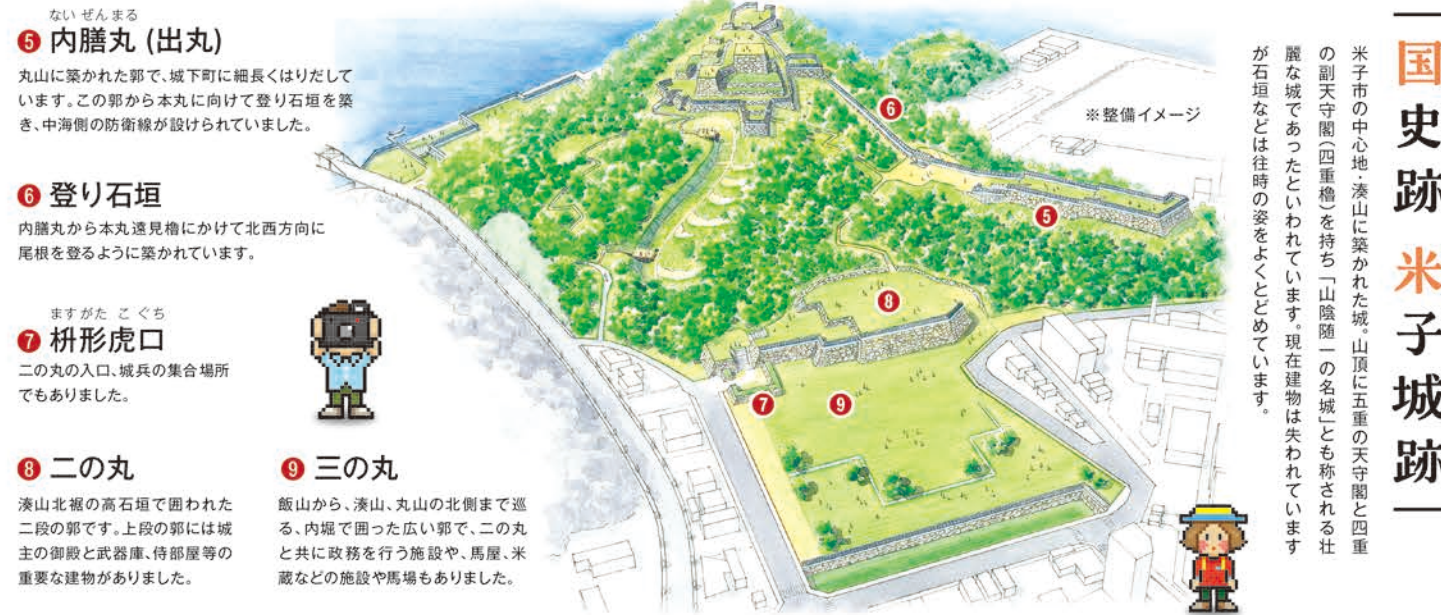 国史跡 米子城跡
米子市の中心地・湊山に築かれた城。山頂に五重の天守閣と四重
の副天守閣(四重櫓)を持ち「山陰随一の名城」とも称される壮
麗な城であったといわれています。現在建物は失われています
が石垣などは往時の姿をよくとどめています。
ないぜんまる
❺ 内膳丸 (出丸)
丸山に築かれた郭で、城下町に細長くはりだして
います。この郭から本丸に向けて登り石垣を築
き、中海側の防衛線が設けられていました。
❻ 登り石垣
内膳丸から本丸遠見櫓にかけて北西方向に
尾根を登るように築かれています。
ますがた こぐち
❼ 枡形虎口
二の丸の入口、城兵の集合場所
でもありました。
❽ 二の丸
湊山北裾の高石垣で囲われた
二段の郭です。上段の郭には城
主の御殿と武器庫、侍部屋等の
重要な建物がありました。
❾ 三の丸
飯山から、湊山、丸山の北側まで巡
る、内堀で囲った広い郭で、二の丸
と共に政務を行う施設や、馬屋、米
蔵などの施設や馬場もありました。
※整備イメージ
❻
❺
❽
❼
❾